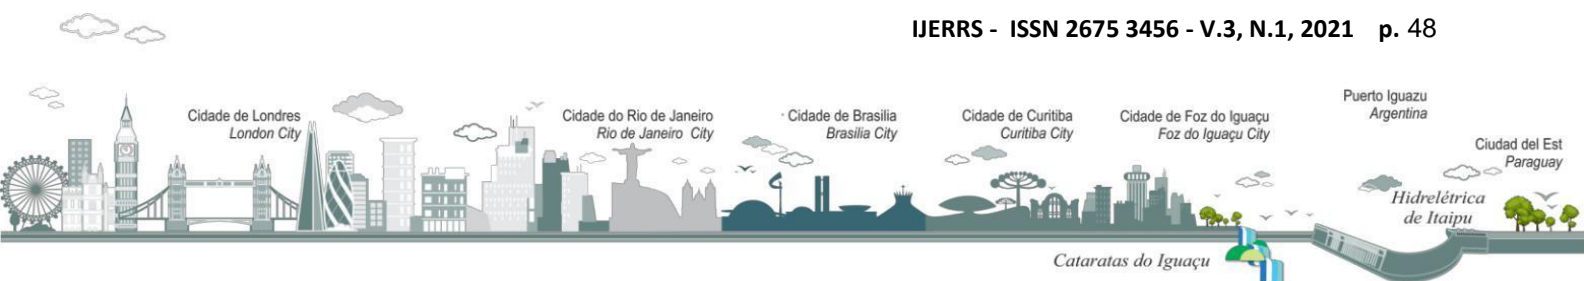 IJERRS - ISSN 2675 3456 - V.3, N.1, 2021 p. 48
Cidade de Londres
London City
Cidade do Rio de Janeiro
Rio de Janeiro City
Cidade de Brasilia
Brasilia City
Cidade de Curitiba
Curitiba City
Cidade de Foz do Iguaçu
Foz do Iguaçu City
Puerto Iguazu
Argentina
Ciudad del Est
Paraguay
Hidrelétrica
de Itaipu
Cataratas do Iguaçu